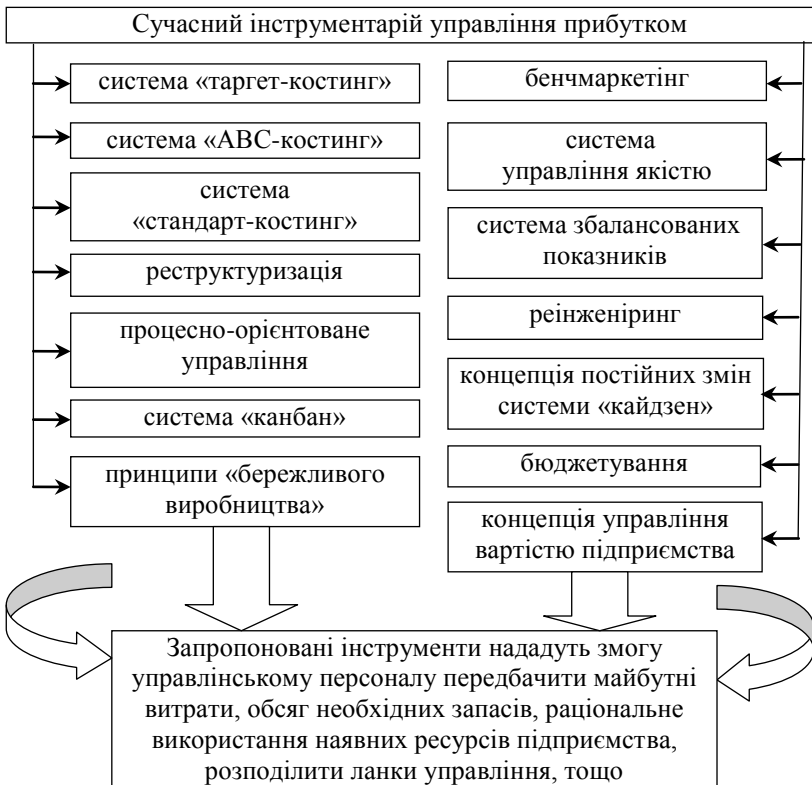 Сучасний інструментарій управління прибутком
система «таргет-костинг»
система «АВС-костинг»
система
«стандарт-костинг»
реструктуризація
процесно-орієнтоване
управління
система «канбан»
принципи «бережливого
виробництва»
бенчмаркетінг
система
управління якістю
система збалансованих
показників
реінженіринг
концепція постійних змін
системи «кайдзен»
бюджетування
концепція управління
вартістю підприємства
Запропоновані інструменти нададуть змогу
управлінському персоналу передбачити майбутні
витрати, обсяг необхідних запасів, раціональне
використання наявних ресурсів підприємства,
розподілити ланки управління, тощо